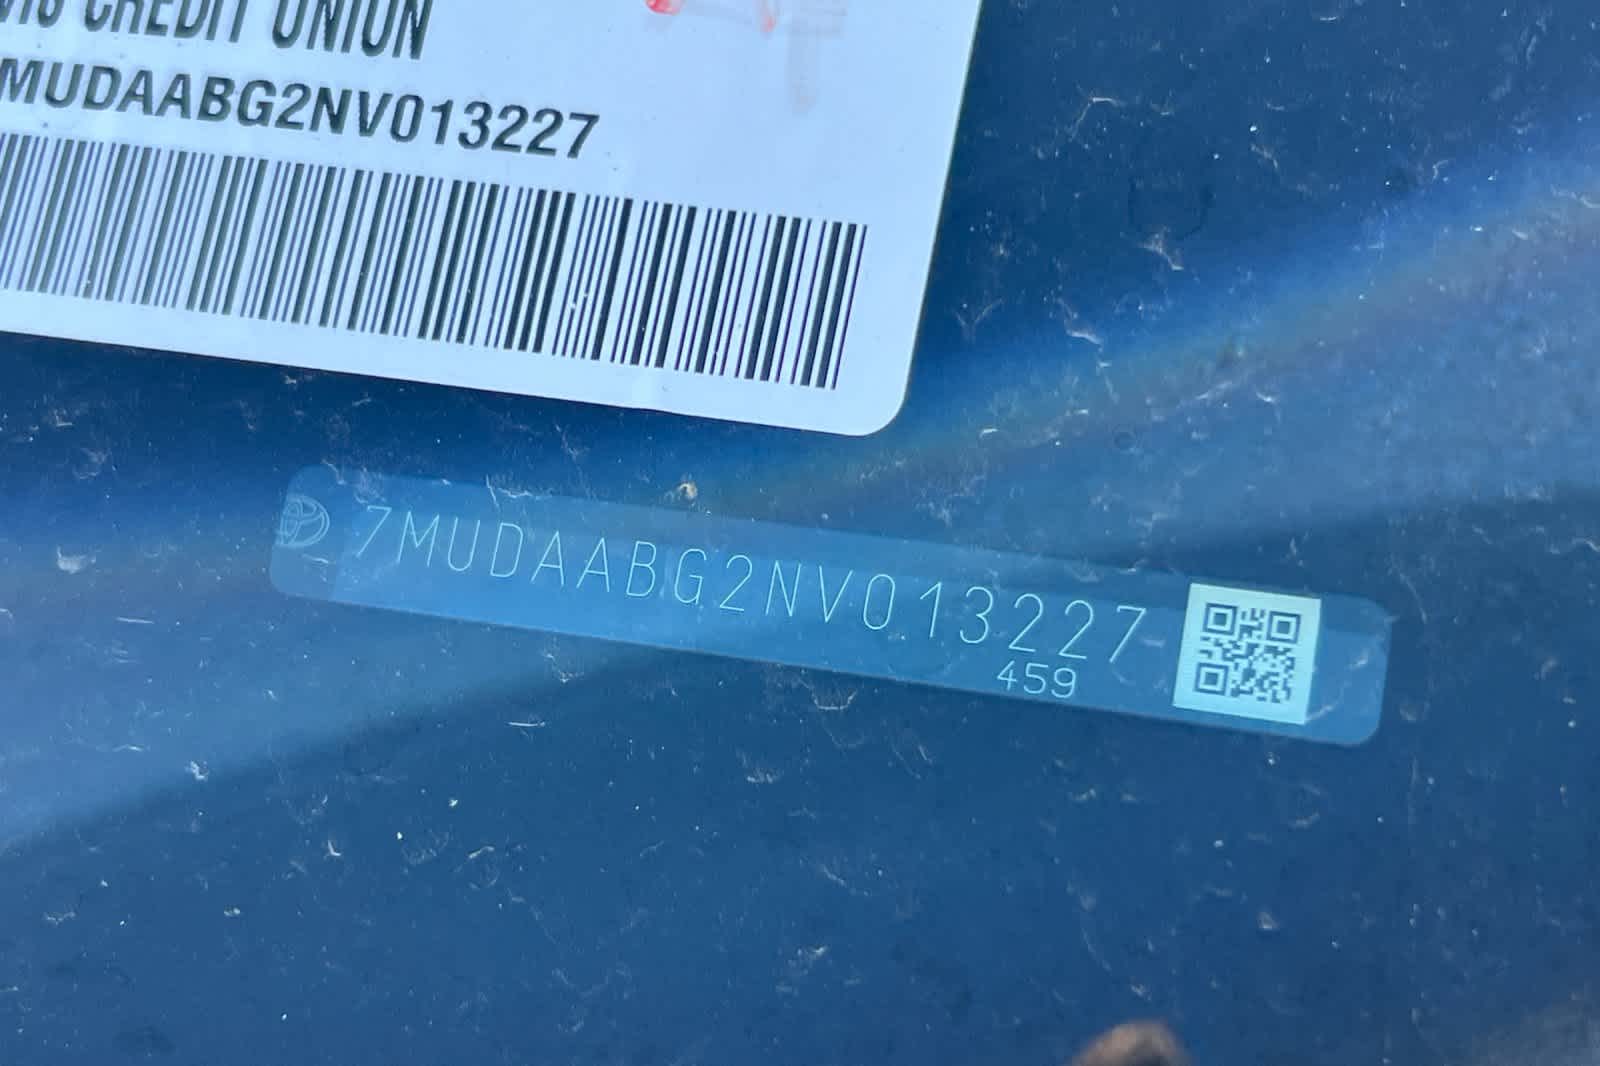 CREDIT UNION
MUDAABG2NV013227
7MUDAABG2NV013227
459